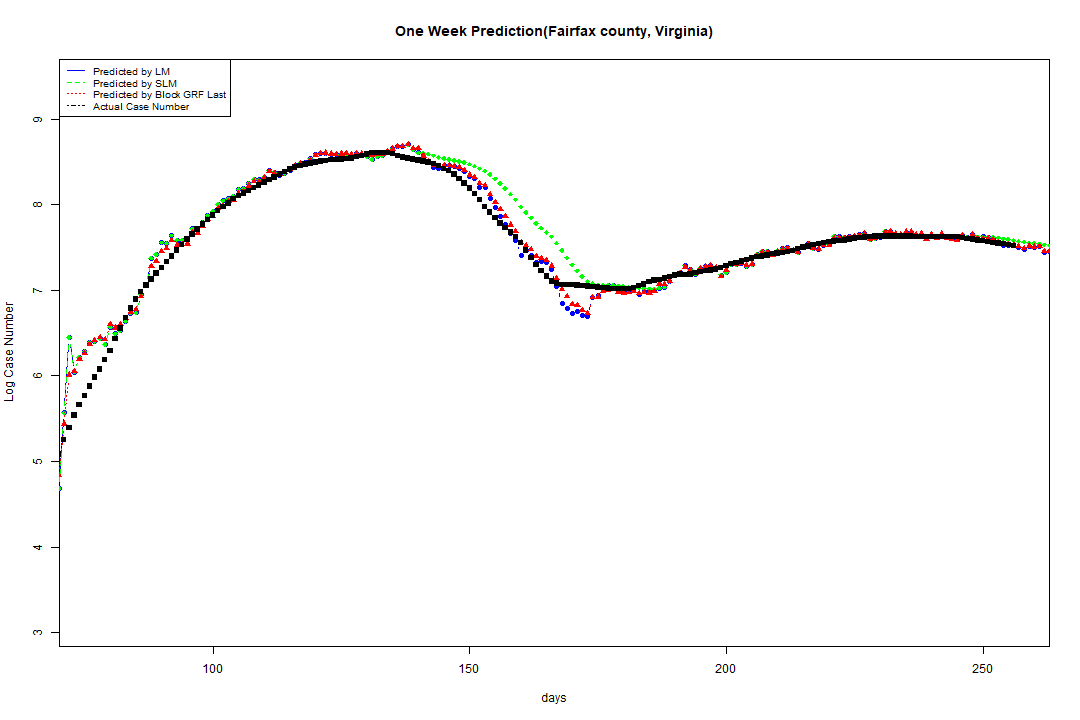 One Week Prediction(Fairfax county, Virginia)
Predicted by LM
Predicted by SLM
Predicted by Block GRF Last
Actual Case Number
9
8
7
6
5
4
3
Log Case Number
100 150 200 250
days